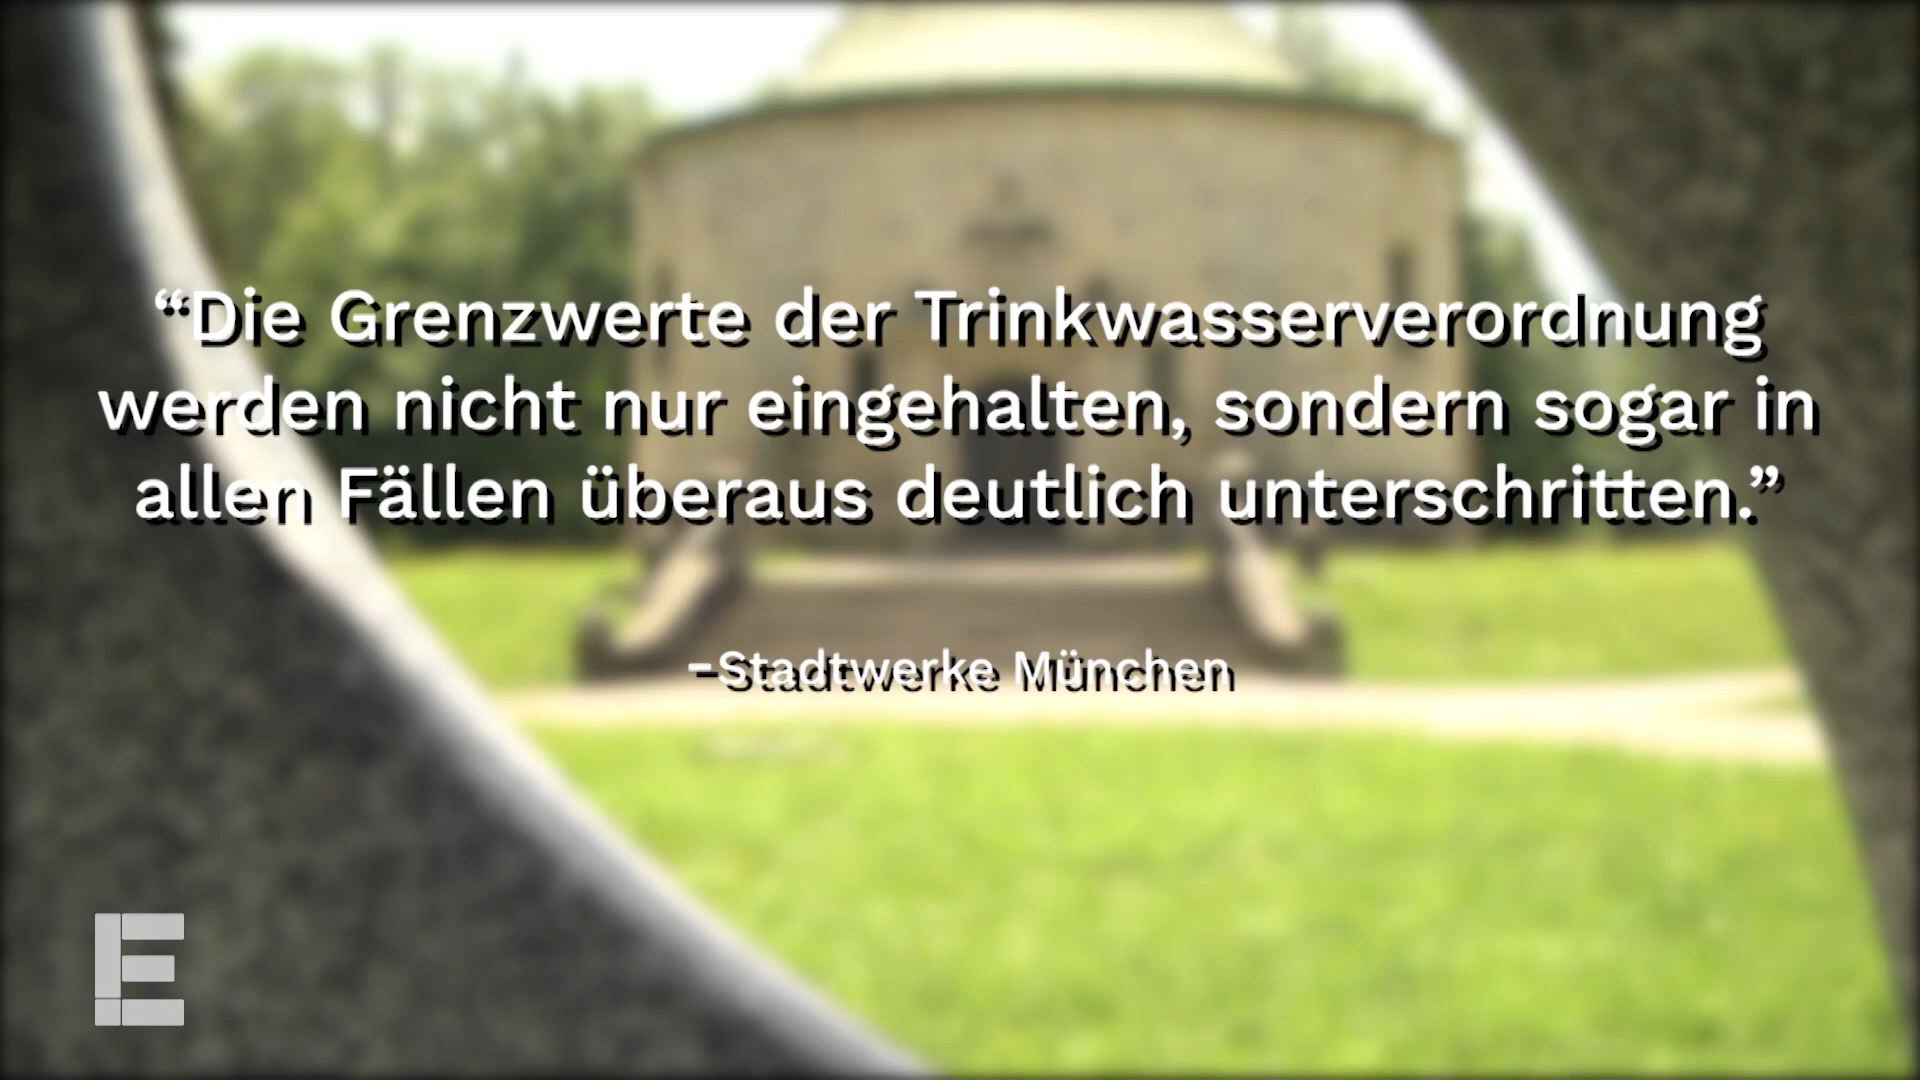 “Die Grenzwerte der Trinkwasserverordnung
werden nicht nur eingehalten, sondern sogar in
allen Fällen überaus deutlich unterschritten.”
–Stadtwerke München
E